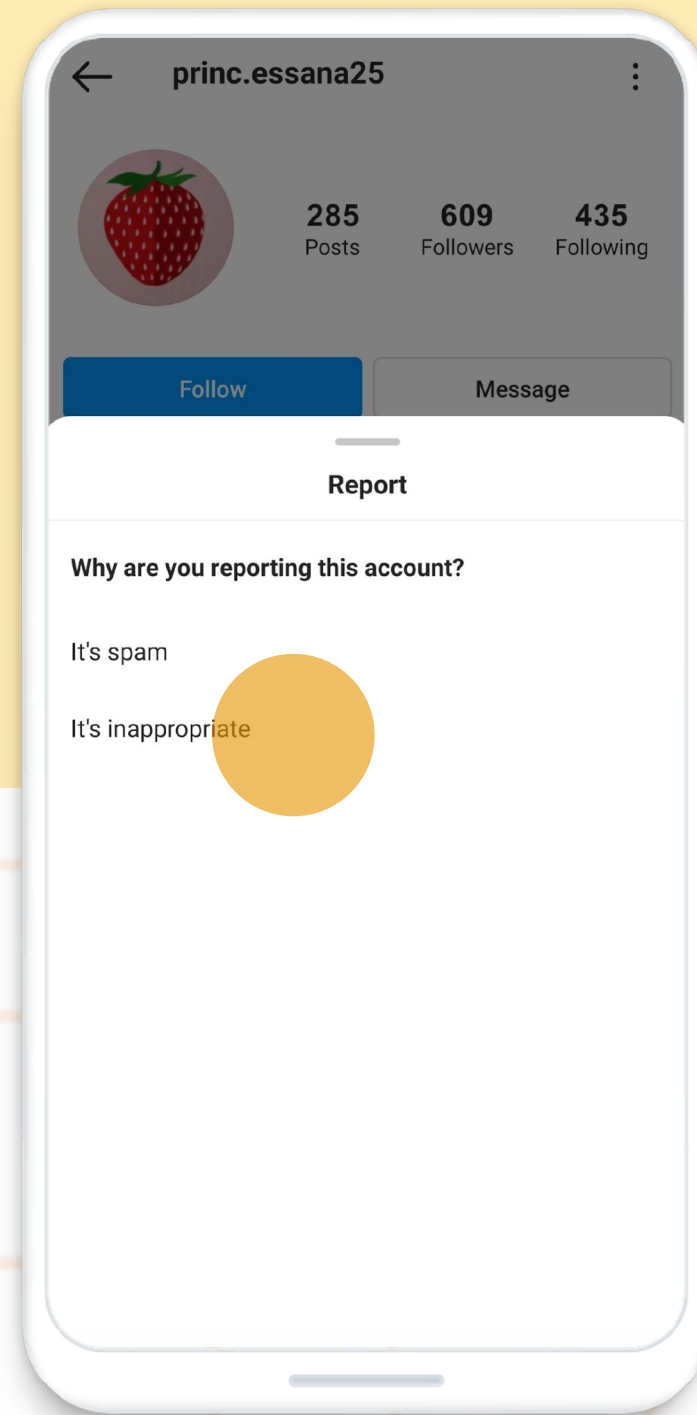 princ.essana25
285 609 435
Posts Followers Following
Follow Message
Report
Why are you reporting this account?
It's spam
It's inappropriate